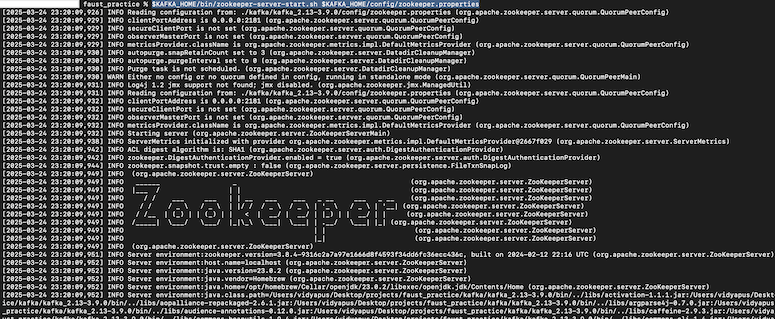 faust_practice % $KAFKA_HOME/bin/zookeeper-server-start.sh $KAFKA_HOME/config/zookeeper.properties
[2025-03-24 23:20:09,926] INFO Reading configuration from: ./kafka/kafka_2.13-3.9.0/config/zookeeper.properties (org.apache.zookeeper.server.quorum.QuorumPeerConfig)
[2025-03-24 23:20:09,929] INFO clientPortAddress is 0.0.0.0:2181 (org.apache.zookeeper.server.quorum.QuorumPeerConfig)
[2025-03-24 23:20:09,929] INFO secureClientPort is not set (org.apache.zookeeper.server.quorum.QuorumPeerConfig)
[2025-03-24 23:20:09,929] INFO observerMasterPort is not set (org.apache.zookeeper.server.quorum.QuorumPeerConfig)
[2025-03-24 23:20:09,929] INFO metricsProvider.className is org.apache.zookeeper.metrics.impl.DefaultMetricsProvider (org.apache.zookeeper.server.quorum.QuorumPeerConfig)
[2025-03-24 23:20:09,930] INFO autopurge.snapRetainCount set to 3 (org.apache.zookeeper.server.DatadirCleanupManager)
[2025-03-24 23:20:09,930] INFO autopurge.purgeInterval set to 0 (org.apache.zookeeper.server.DatadirCleanupManager)
[2025-03-24 23:20:09,930] INFO Purge task is not scheduled. (org.apache.zookeeper.server.DatadirCleanupManager)
[2025-03-24 23:20:09,930] WARN Either no config or no quorum defined in config, running in standalone mode (org.apache.zookeeper.server.quorum.QuorumPeerMain)
[2025-03-24 23:20:09,931] INFO Log4j 1.2 jmx support not found; jmx disabled. (org.apache.zookeeper.jmx.ManagedUtil)
[2025-03-24 23:20:09,931] INFO Reading configuration from: ./kafka/kafka_2.13-3.9.0/config/zookeeper.properties (org.apache.zookeeper.server.quorum.QuorumPeerConfig)
[2025-03-24 23:20:09,931] INFO clientPortAddress is 0.0.0.0:2181 (org.apache.zookeeper.server.quorum.QuorumPeerConfig)
[2025-03-24 23:20:09,932] INFO secureClientPort is not set (org.apache.zookeeper.server.quorum.QuorumPeerConfig)
[2025-03-24 23:20:09,932] INFO observerMasterPort is not set (org.apache.zookeeper.server.quorum.QuorumPeerConfig)
[2025-03-24 23:20:09,932] INFO metricsProvider.className is org.apache.zookeeper.metrics.impl.DefaultMetricsProvider (org.apache.zookeeper.server.quorum.QuorumPeerConfig)
[2025-03-24 23:20:09,932] INFO Starting server (org.apache.zookeeper.server.ZooKeeperServerMain)
[2025-03-24 23:20:09,938] INFO ServerMetrics initialized with provider org.apache.zookeeper.metrics.impl.DefaultMetricsProvider@2667f029 (org.apache.zookeeper.server.ServerMetrics)
[2025-03-24 23:20:09,942] INFO ACL digest algorithm is: SHA1 (org.apache.zookeeper.server.auth.DigestAuthenticationProvider)
[2025-03-24 23:20:09,942] INFO zookeeper.DigestAuthenticationProvider.enabled = true (org.apache.zookeeper.server.auth.DigestAuthenticationProvider)
[2025-03-24 23:20:09,944] INFO zookeeper.snapshot.trust.empty : false (org.apache.zookeeper.server.persistence.FileTxnSnapLog)
[2025-03-24 23:20:09,949] INFO (org.apache.zookeeper.server.ZooKeeperServer)
[2025-03-24 23:20:09,949] INFO (org.apache.zookeeper.server.ZooKeeperServer)
[2025-03-24 23:20:09,949] INFO (org.apache.zookeeper.server.ZooKeeperServer)
[2025-03-24 23:20:09,949] INFO Zookeeper (org.apache.zookeeper.server.ZooKeeperServer)
[2025-03-24 23:20:09,949] INFO (org.apache.zookeeper.server.ZooKeeperServer)
[2025-03-24 23:20:09,949] INFO (org.apache.zookeeper.server.ZooKeeperServer)
[2025-03-24 23:20:09,949] INFO (org.apache.zookeeper.server.ZooKeeperServer)
[2025-03-24 23:20:09,949] INFO (org.apache.zookeeper.server.ZooKeeperServer)
[2025-03-24 23:20:09,949] INFO (org.apache.zookeeper.server.ZooKeeperServer)
[2025-03-24 23:20:09,951] INFO Server environment:zookeeper.version=3.8.4-9316c2a7a97e1666d8f4593f34dd6fc36ecc436c, built on 2024-02-12 22:16 UTC (org.apache.zookeeper.server.ZooKeeperServer)
[2025-03-24 23:20:09,952] INFO Server environment:host.name=localhost (org.apache.zookeeper.server.ZooKeeperServer)
[2025-03-24 23:20:09,952] INFO Server environment:java.version=23.0.2 (org.apache.zookeeper.server.ZooKeeperServer)
[2025-03-24 23:20:09,952] INFO Server environment:java.vendor=Homebrew (org.apache.zookeeper.server.ZooKeeperServer)
[2025-03-24 23:20:09,952] INFO Server environment:java.home=/opt/homebrew/Cellar/openjdk/23.0.2/libexec/openjdk.jdk/Contents/Home (org.apache.zookeeper.server.ZooKeeperServer)
[2025-03-24 23:20:09,952] INFO Server environment:java.class.path=/Users/vidyapus/Desktop/projects/faust_practice/kafka/kafka_2.13-3.9.0/bin/../libs/activation-1.1.1.jar:/Users/vidyapus/Desktop/pro
tice/kafka/kafka_2.13-3.9.0/bin/../libs/aopalliance-repackaged-2.6.1.jar:/Users/vidyapus/Desktop/projects/faust_practice/kafka/kafka_2.13-3.9.0/bin/../libs/argparse4j-0.7.0.jar:/Users/vidyapus/Deskt
_practice/kafka/kafka_2.13-3.9.0/bin/../libs/audience-annotations-0.12.0.jar:/Users/vidyapus/Desktop/projects/faust_practice/kafka/kafka_2.13-3.9.0/bin/../libs/caffeine-2.9.3.jar:/Users/vidyapus/Des